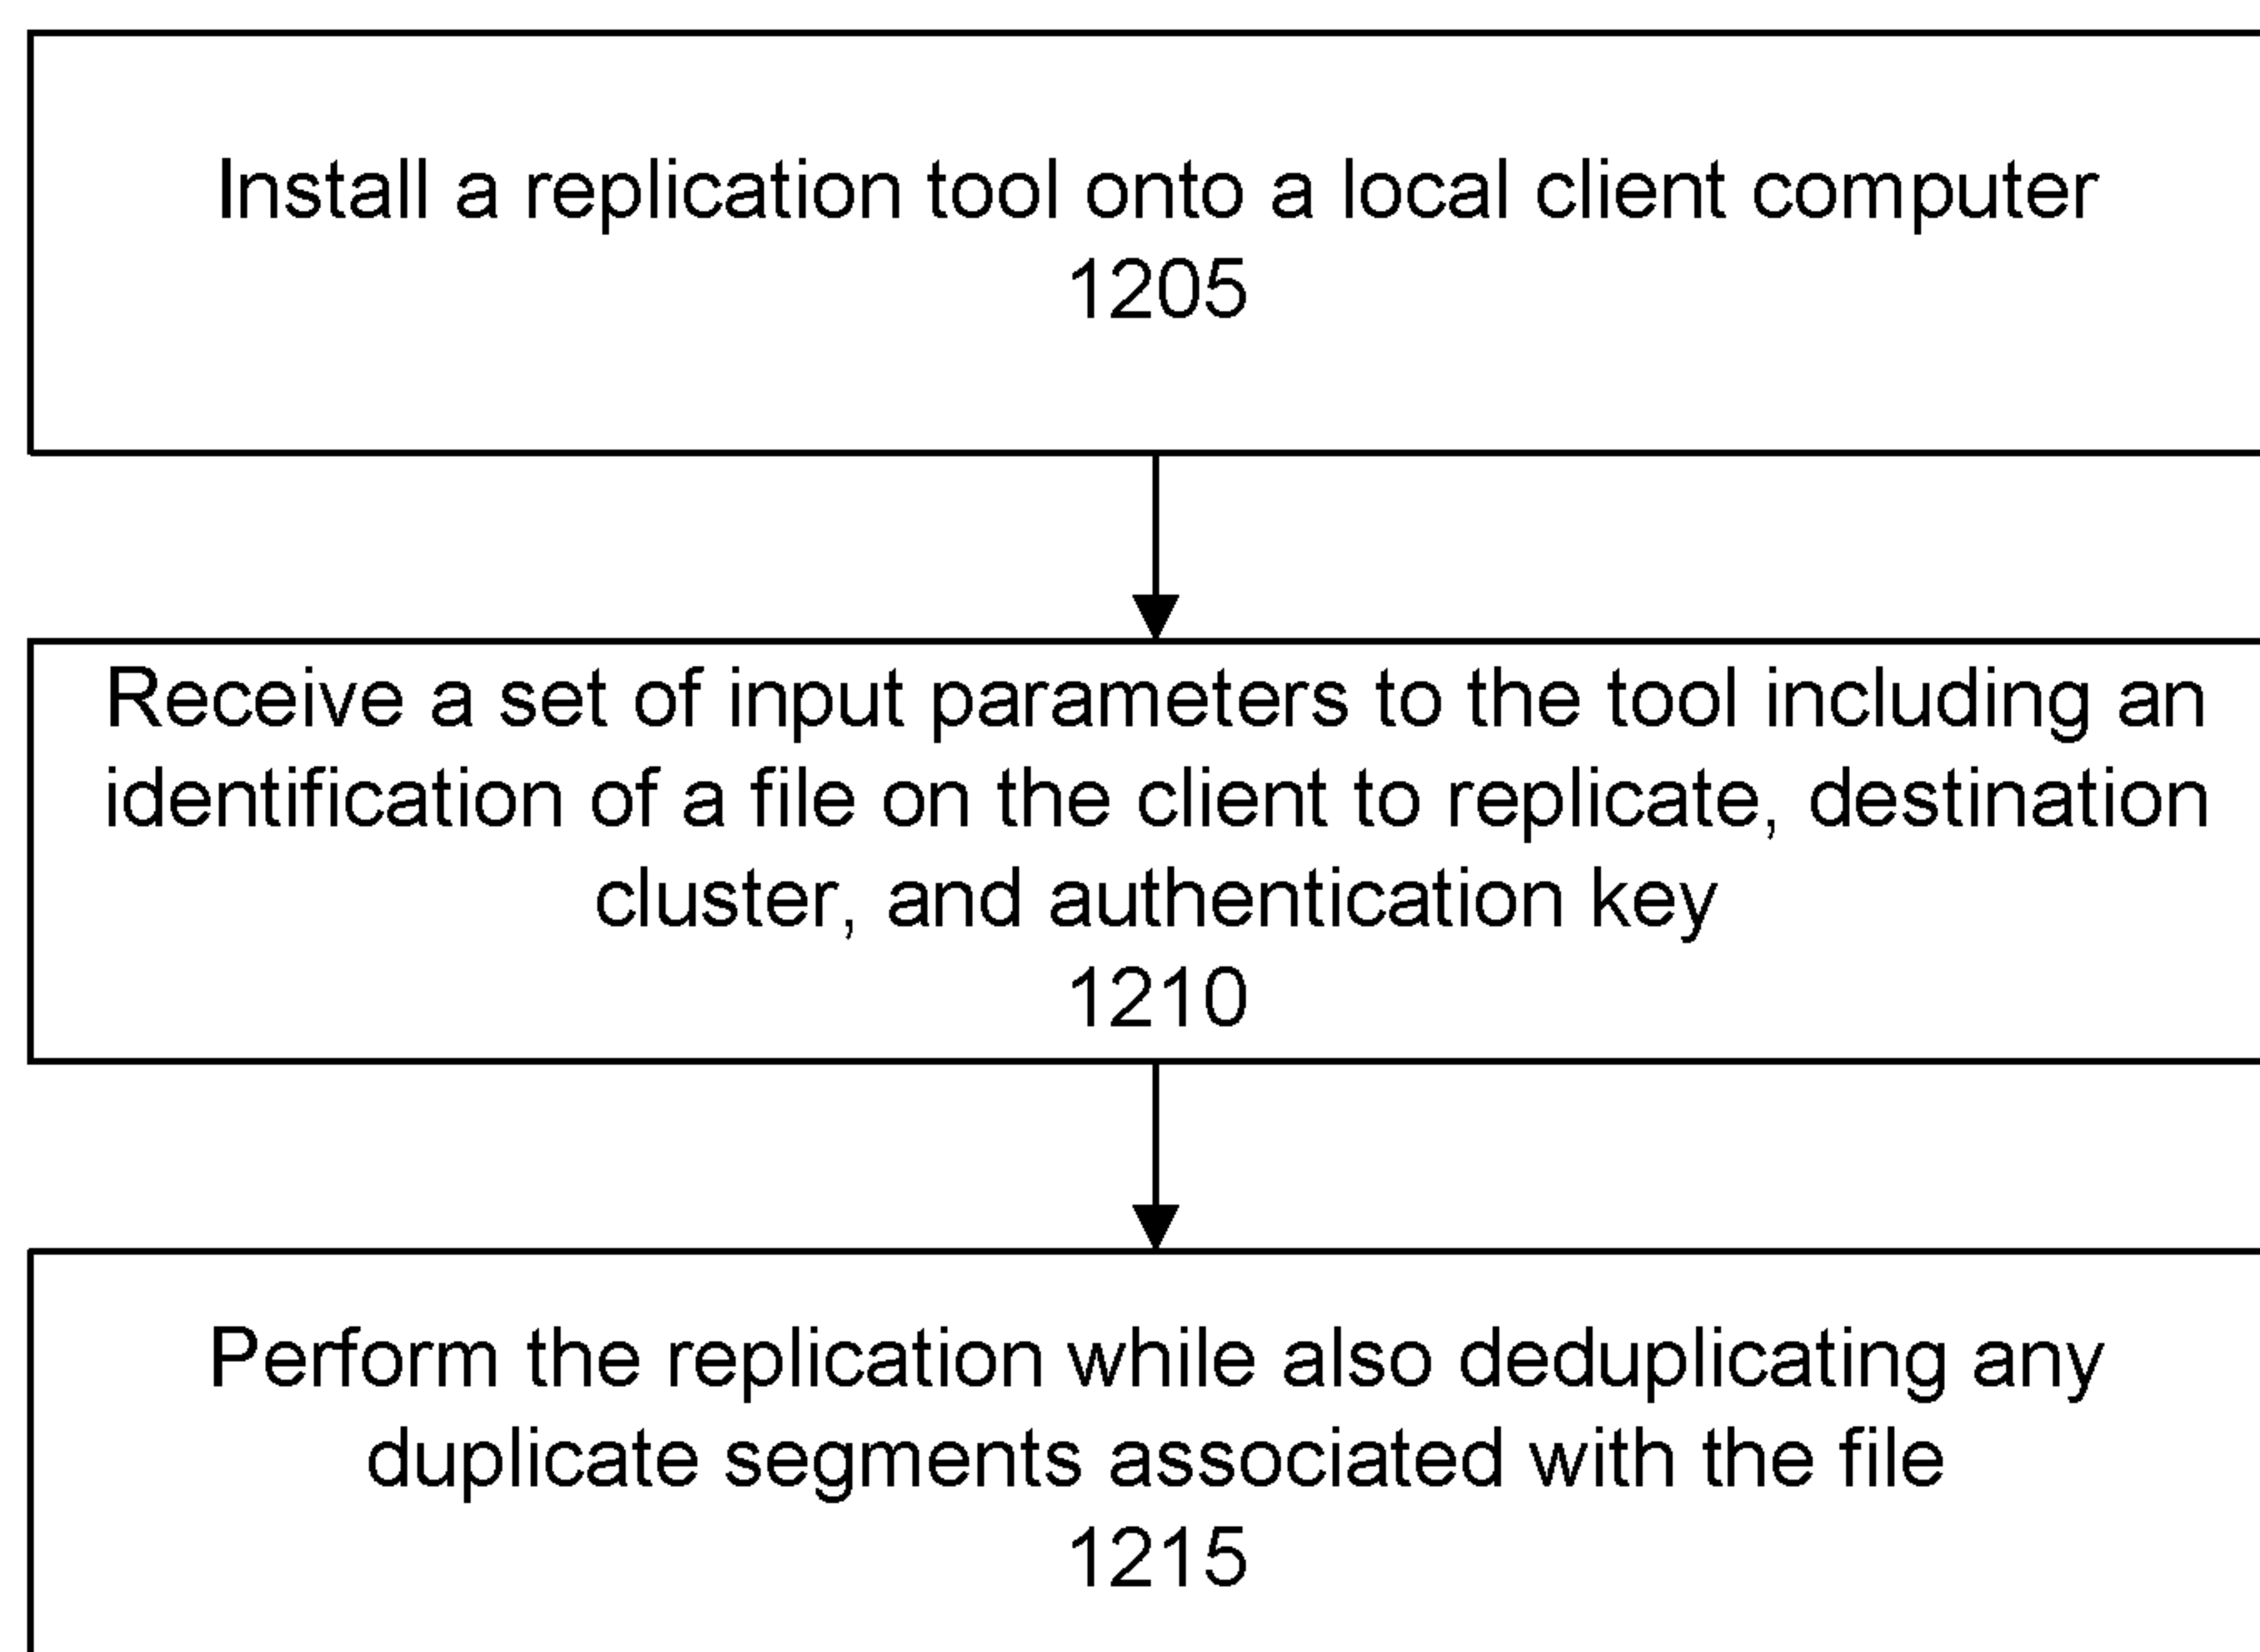 Install a replication tool onto a local client computer
1205
Receive a set of input parameters to the tool including an
identification of a file on the client to replicate, destination
cluster, and authentication key
1210
Perform the replication while also deduplicating any
duplicate segments associated with the file
1215